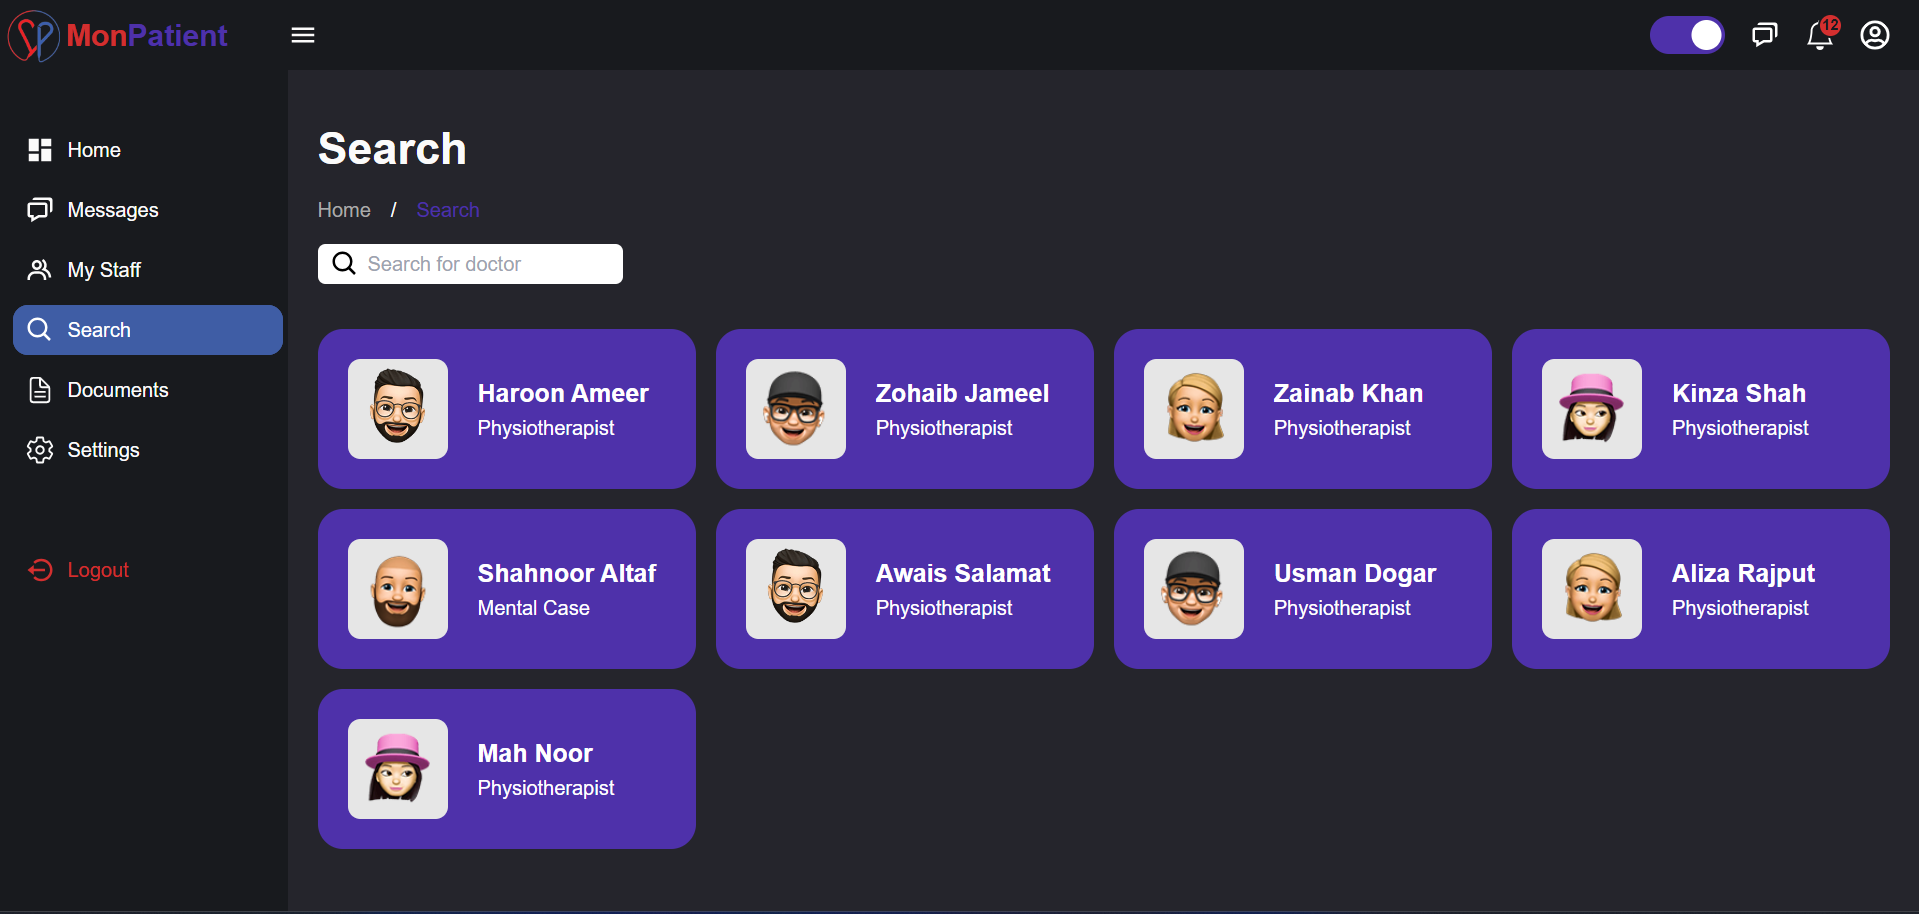 MonPatient
12
Home
Messages
My Staff
Search
Documents
Settings
Logout
Search
Home / Search
Search for doctor
Haroon Ameer
Physiotherapist
Zohaib Jameel
Physiotherapist
Zainab Khan
Physiotherapist
Kinza Shah
Physiotherapist
Shahnoor Altaf
Mental Case
Awais Salamat
Physiotherapist
Usman Dogar
Physiotherapist
Aliza Rajput
Physiotherapist
Mah Noor
Physiotherapist